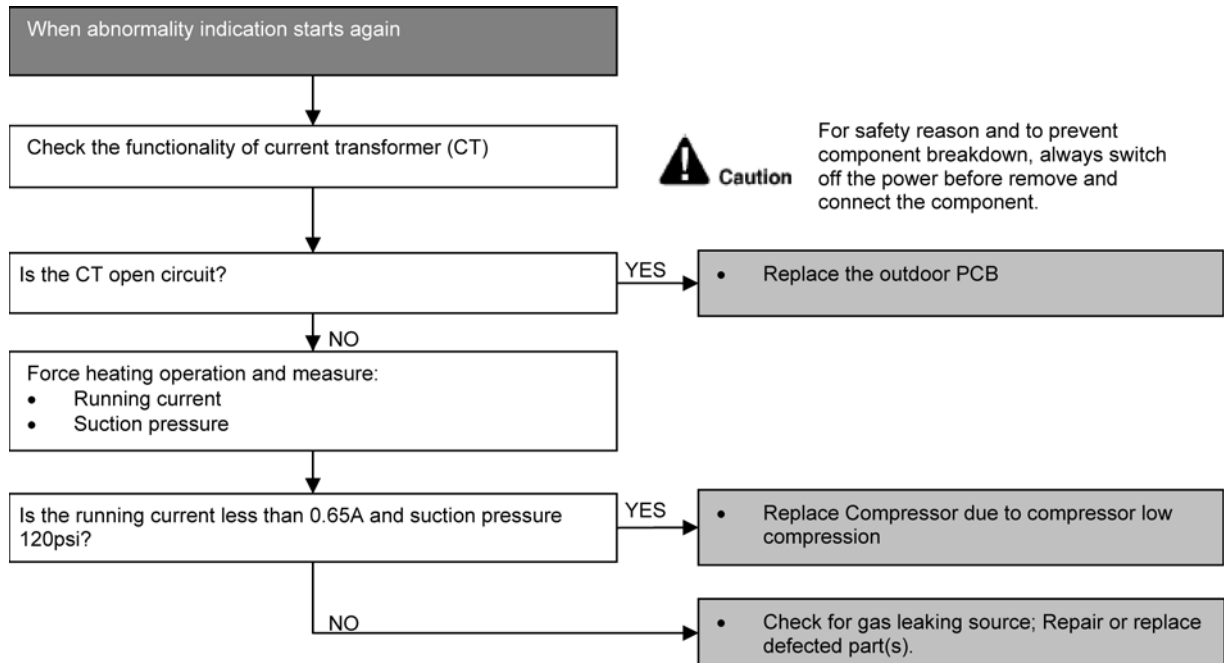 When abnormality indication starts again
Check the functionality of current transformer (CT)
Caution
For safety reason and to prevent
component breakdown, always switch
off the power before remove and
connect the component.
Is the CT open circuit?
YES
• Replace the outdoor PCB
NO
Force heating operation and measure:
• Running current
• Suction pressure
Is the running current less than 0.65A and suction pressure
120psi?
YES
• Replace Compressor due to compressor low
compression
NO
• Check for gas leaking source; Repair or replace
defected part(s).